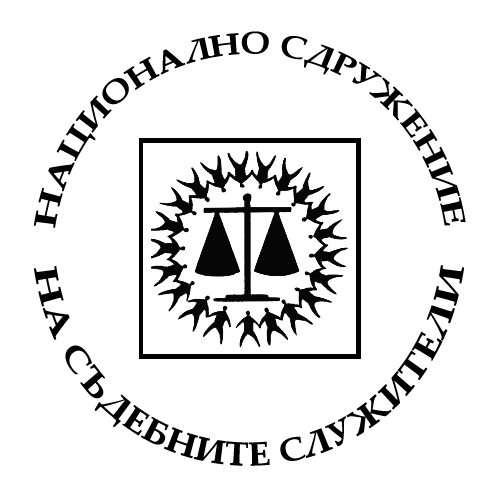 НАЦИОНАЛНО СДРУЖЕНИЕ
НА СЪДЕБНИТЕ СЛУЖИТЕЛИ